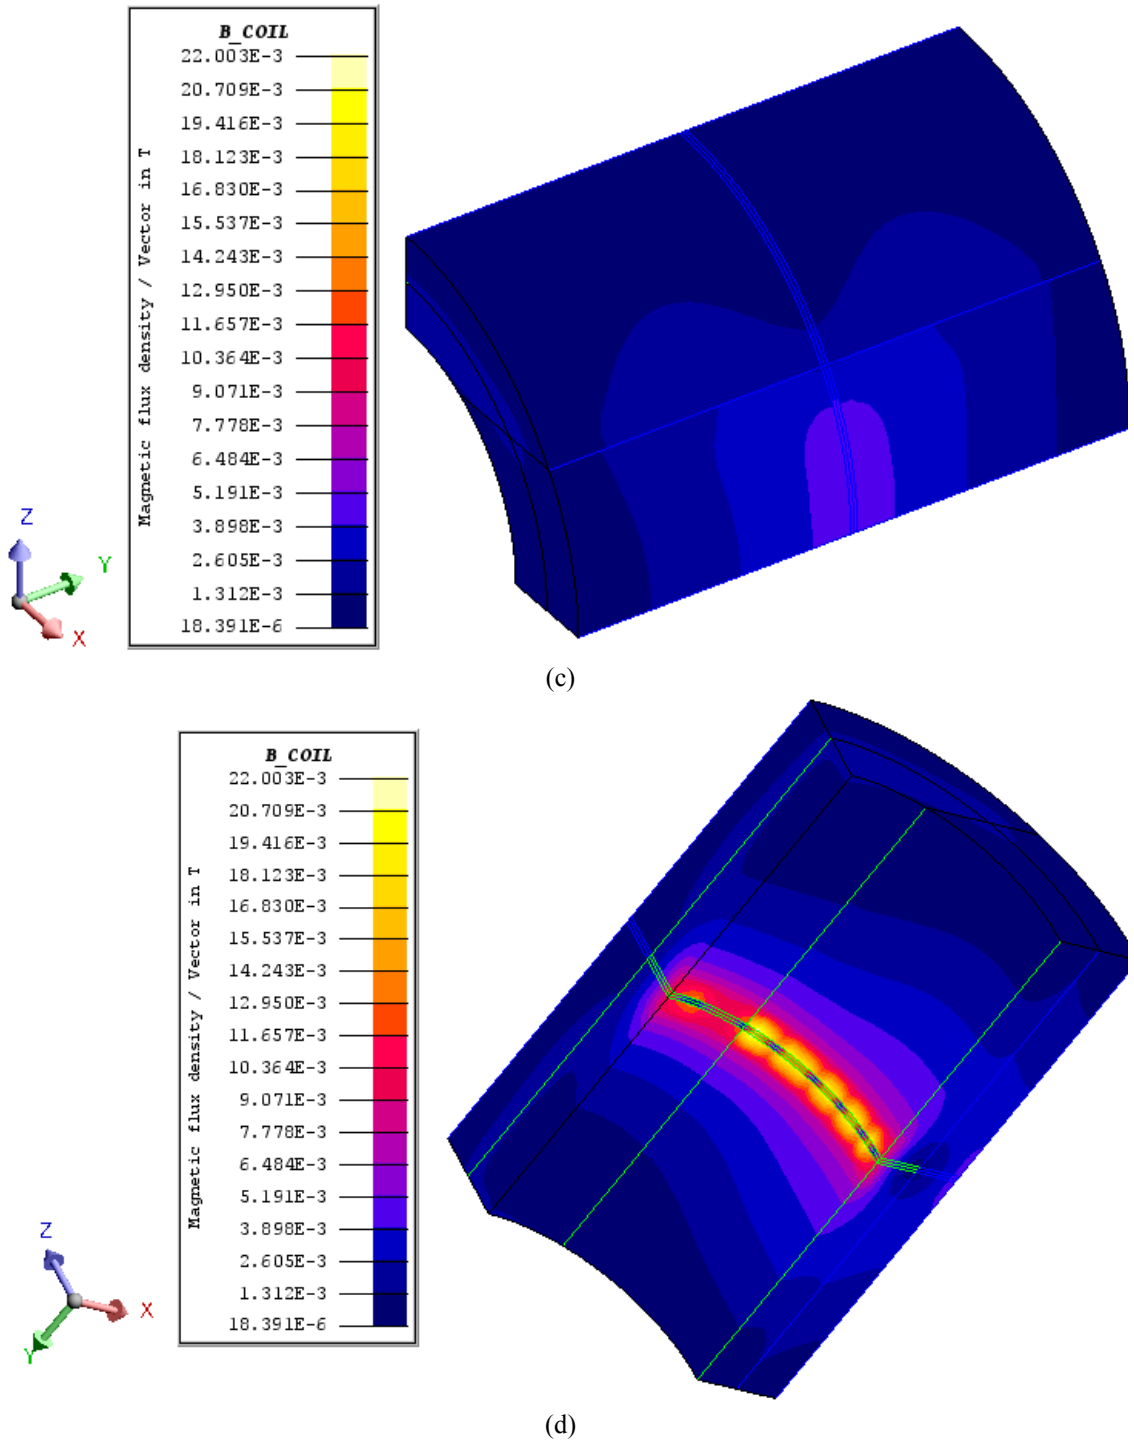 B_COIL
22.003E-3
20.709E-3
19.416E-3
18.123E-3
16.830E-3
15.537E-3
14.243E-3
12.950E-3
11.657E-3
10.364E-3
9.071E-3
7.778E-3
6.484E-3
5.191E-3
3.898E-3
2.605E-3
1.312E-3
18.391E-6
Magnetic flux density / Vector in T
Z
Y
X
(c)
B_COIL
22.003E-3
20.709E-3
19.416E-3
18.123E-3
16.830E-3
15.537E-3
14.243E-3
12.950E-3
11.657E-3
10.364E-3
9.071E-3
7.778E-3
6.484E-3
5.191E-3
3.898E-3
2.605E-3
1.312E-3
18.391E-6
Magnetic flux density / Vector in T
Z
X
Y
(d)